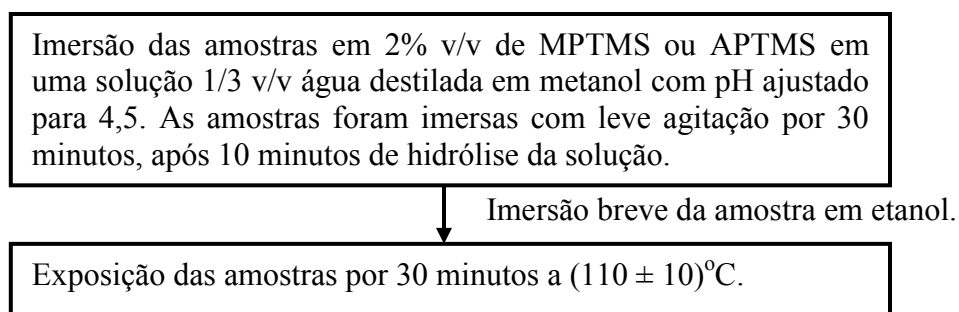 Imersão das amostras em 2% v/v de MPTMS ou APTMS em
uma solução 1/3 v/v água destilada em metanol com pH ajustado
para 4,5. As amostras foram imersas com leve agitação por 30
minutos, após 10 minutos de hidrólise da solução.
Imersão breve da amostra em etanol.
Exposição das amostras por 30 minutos a (110 ± 10)ºC.